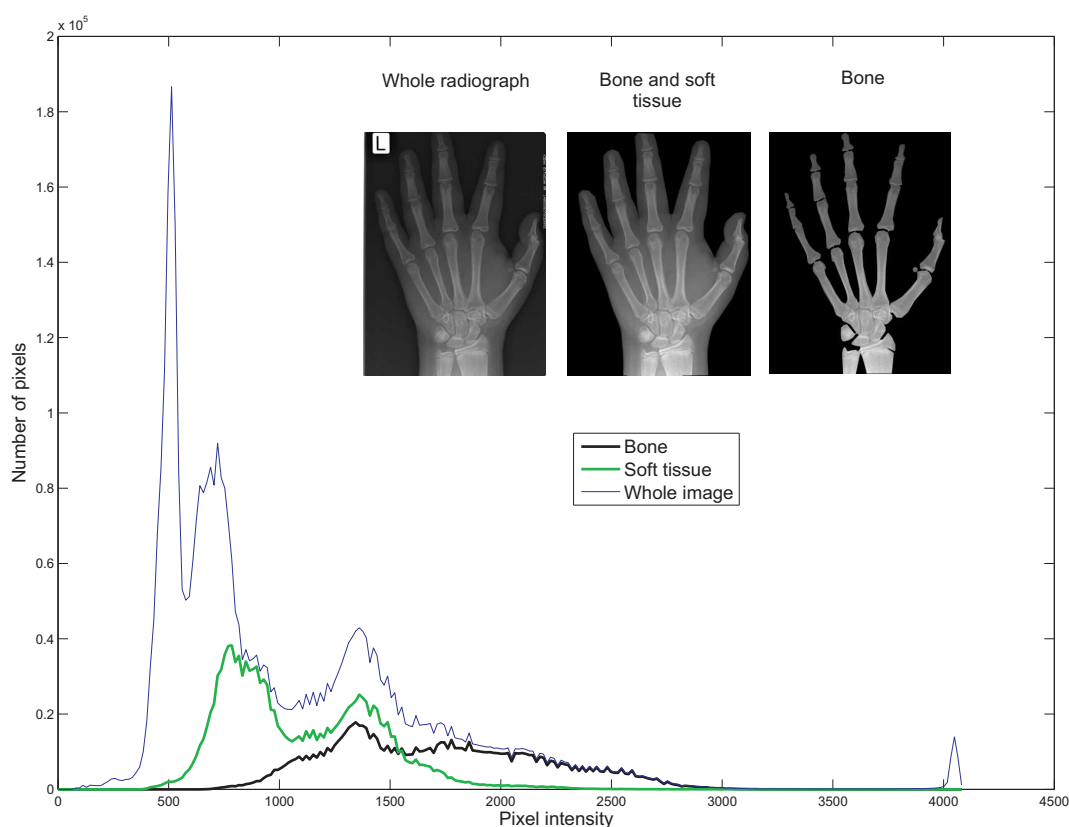 x 10⁵
2
1.8
1.6
1.4
1.2
1
0.8
0.6
0.4
0.2
0
Number of pixels
Whole radiograph
Bone and soft
tissue
Bone
L
Bone
Soft tissue
Whole image
0 500 1000 1500 2000 2500 3000 3500 4000 4500
Pixel intensity